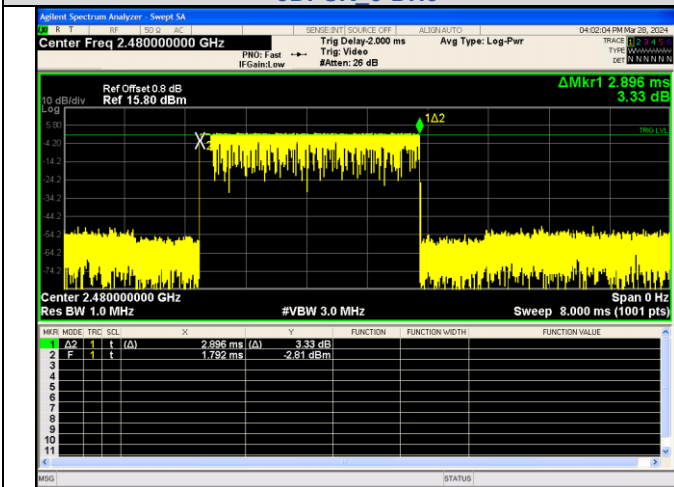 Agilent Spectrum Analyzer - Swept SA
R T RF 50 Ω AC SENSE:INT SOURCE OFF ALIGN AUTO 04:02:04 PM Mar 28, 2024
Center Freq 2.480000000 GHz
PNO: Fast
IFGain:Low
Trig Delay-2.000 ms
Trig: Video
#Atten: 26 dB
Avg Type: Log-Pwr
TRACE 1 2 3 4 5 6
TYPE WWWWWW
DET N N N N N N
ΔMkr1 2.896 ms
3.33 dB
Ref Offset 0.8 dB
10 dB/div Ref 15.80 dBm
Log
1Δ2
TRIG LVL
5.80
-4.20
X2
-14.2
-24.2
-34.2
-44.2
-54.2
-64.2
-74.2
Center 2.480000000 GHz Span 0 Hz
Res BW 1.0 MHz #VBW 3.0 MHz Sweep 8.000 ms (1001 pts)
MKR MODE TRC SCL X Y FUNCTION FUNCTION WIDTH FUNCTION VALUE
1 Δ2 1 t (Δ) 2.896 ms (Δ) 3.33 dB
2 F 1 t 1.792 ms -2.81 dBm
3
4
5
6
7
8
9
10
11
MSG STATUS